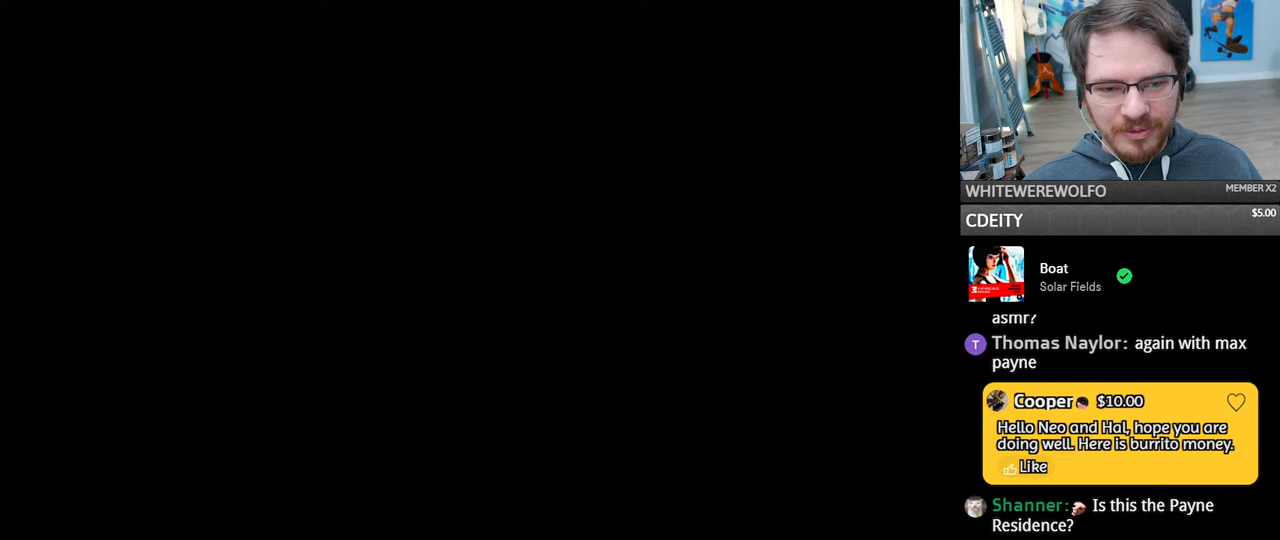 WHITEWEREWOLFO
MEMBER X2
CDEITY
$5.00
Boat
Solar Fields
asmr?
T
Thomas Naylor: again with max
payne
Cooper $10.00
Hello Neo and Hal, hope you are
doing well. Here is burrito money.
Like
Shanner: Is this the Payne
Residence?